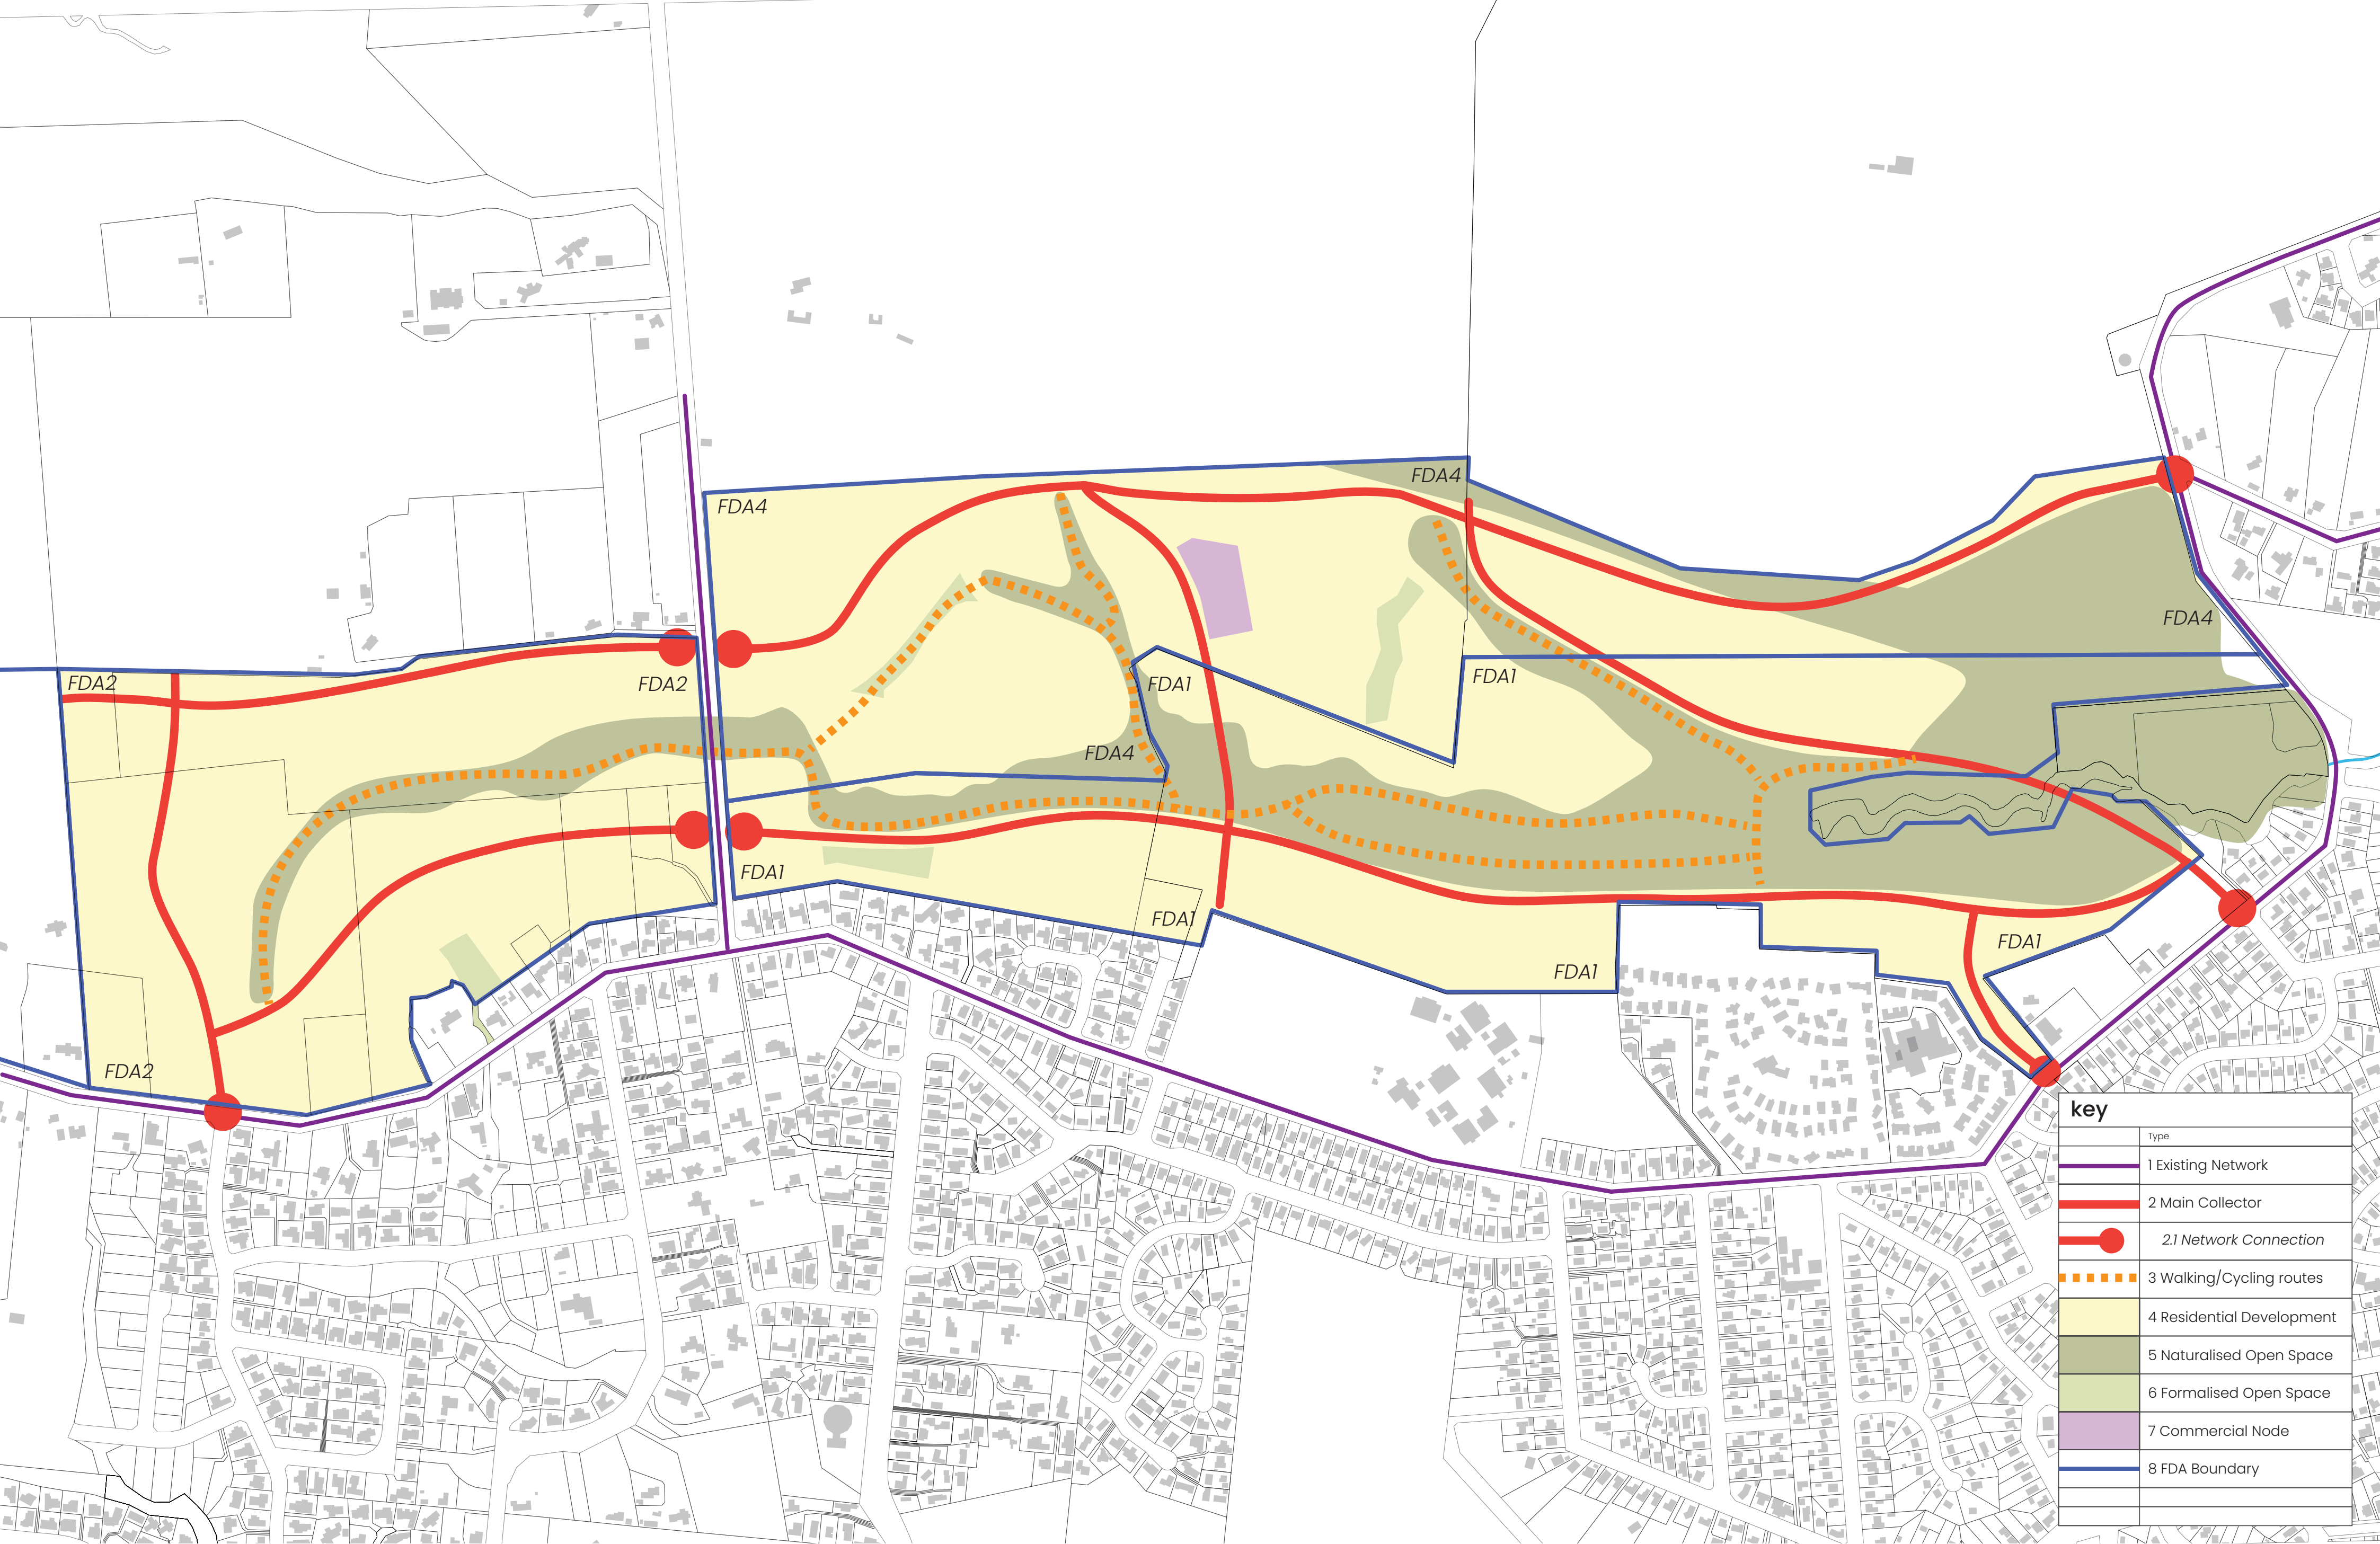 FDA4
FDA4
FDA4
FDA2
FDA2
FDA1
FDA1
FDA4
FDA1
FDA1
FDA1
FDA1
FDA2
key
Type
1 Existing Network
2 Main Collector
2.1 Network Connection
3 Walking/Cycling routes
4 Residential Development
5 Naturalised Open Space
6 Formalised Open Space
7 Commercial Node
8 FDA Boundary